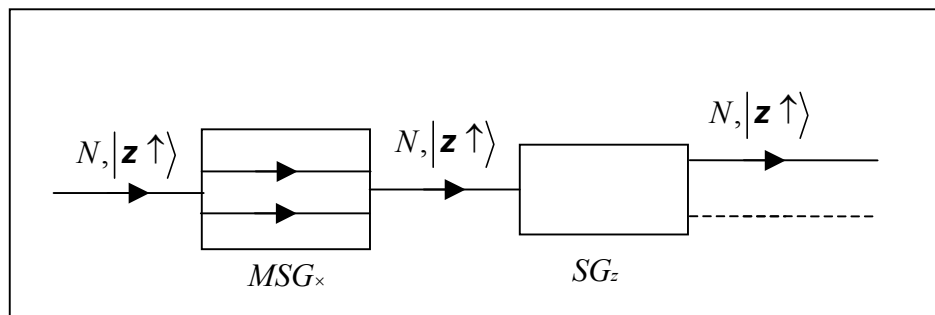 N, |z ↑⟩
N, |z ↑⟩
N, |z ↑⟩
MSG×
SGz